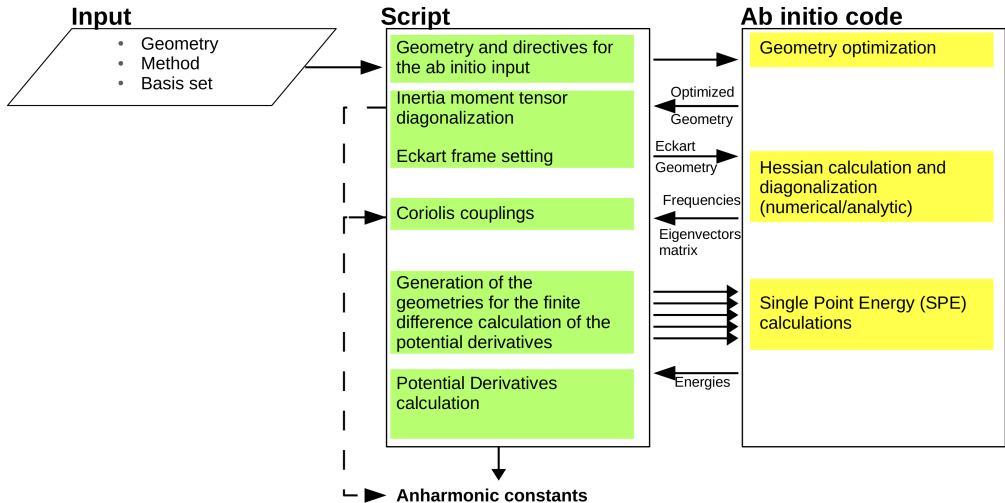 Input
• Geometry
• Method
• Basis set
Script
Geometry and directives for
the ab initio input
Inertia moment tensor
diagonalization
Eckart frame setting
Coriolis couplings
Generation of the
geometries for the finite
difference calculation of the
potential derivatives
Potential Derivatives
calculation
Optimized
Geometry
Eckart
Geometry
Frequencies
Eigenvectors
matrix
Energies
Ab initio code
Geometry optimization
Hessian calculation and
diagonalization
(numerical/analytic)
Single Point Energy (SPE)
calculations
Anharmonic constants